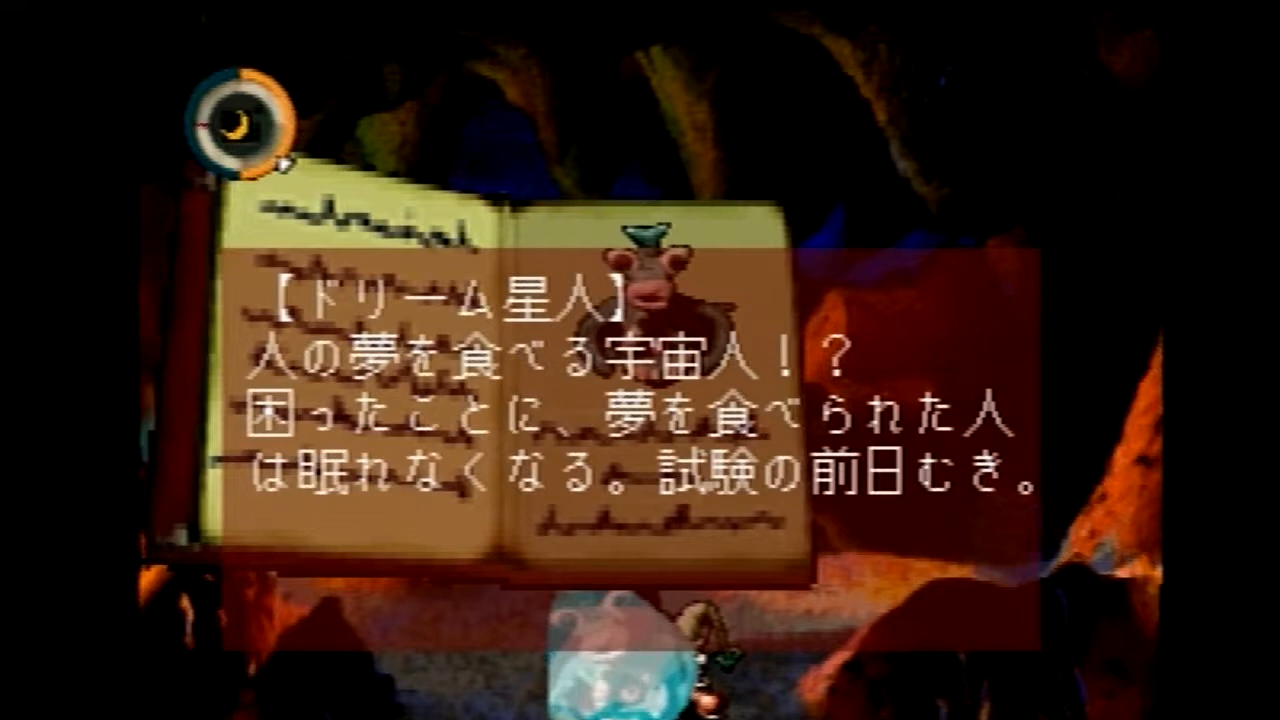 【ドリーム星人】
人の夢を食べる宇宙人！？
困ったことに、夢を食べられた人
は眠れなくなる。試験の前日むき。